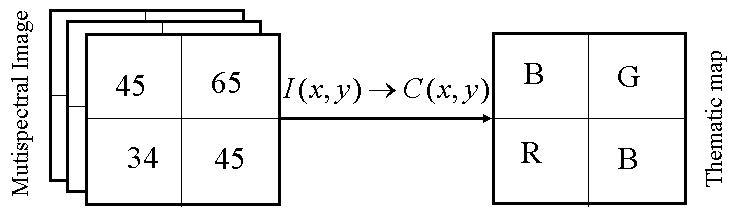 Mutispectral Image
45 65
34 45
I(x, y) → C(x, y)
B G
R B
Thematic map